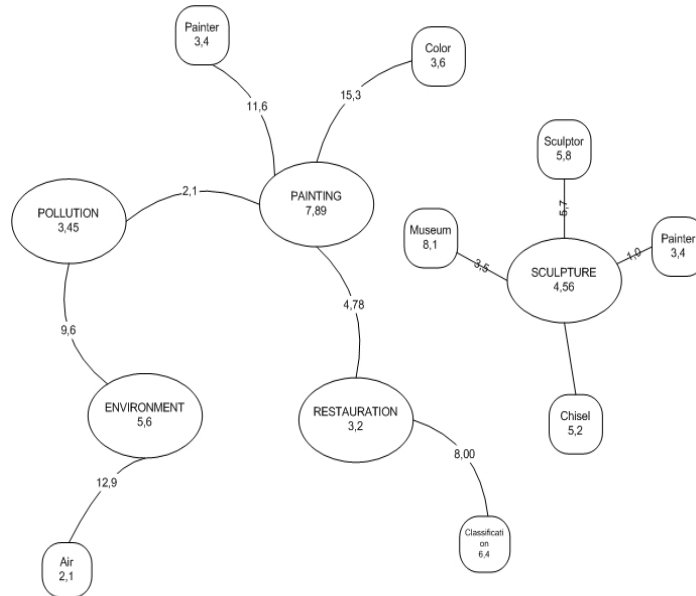 Painter
3,4
Color
3,6
11,6
15,3
Sculptor
5,8
2,1
PAINTING
7,89
POLLUTION
3,45
5,7
Museum
8,1
Painter
3,4
3,5
1,0
SCULPTURE
4,56
4,78
9,6
ENVIRONMENT
5,6
RESTAURATION
3,2
Chisel
5,2
8,00
12,9
Classificati
on
6,4
Air
2,1